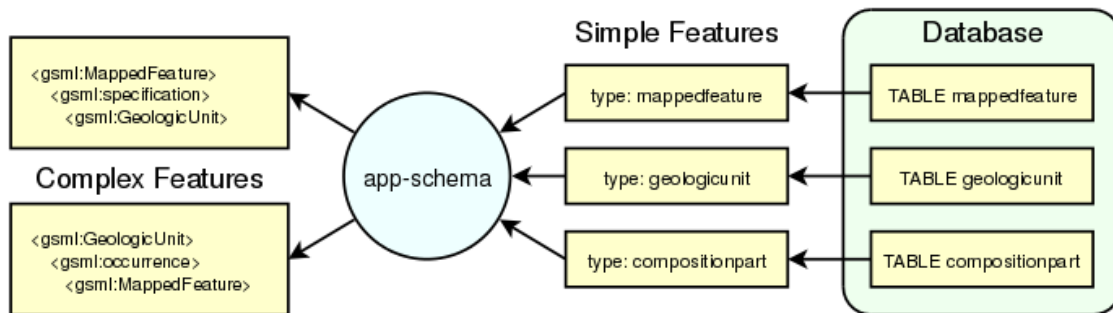 Simple Features
Database
<gsml:MappedFeature>
<gsml:specification>
<gsml:GeologicUnit>
type: mappedfeature
TABLE mappedfeature
Complex Features
app-schema
type: geologicunit
TABLE geologicunit
<gsml:GeologicUnit>
<gsml:occurrence>
<gsml:MappedFeature>
type: compositionpart
TABLE compositionpart